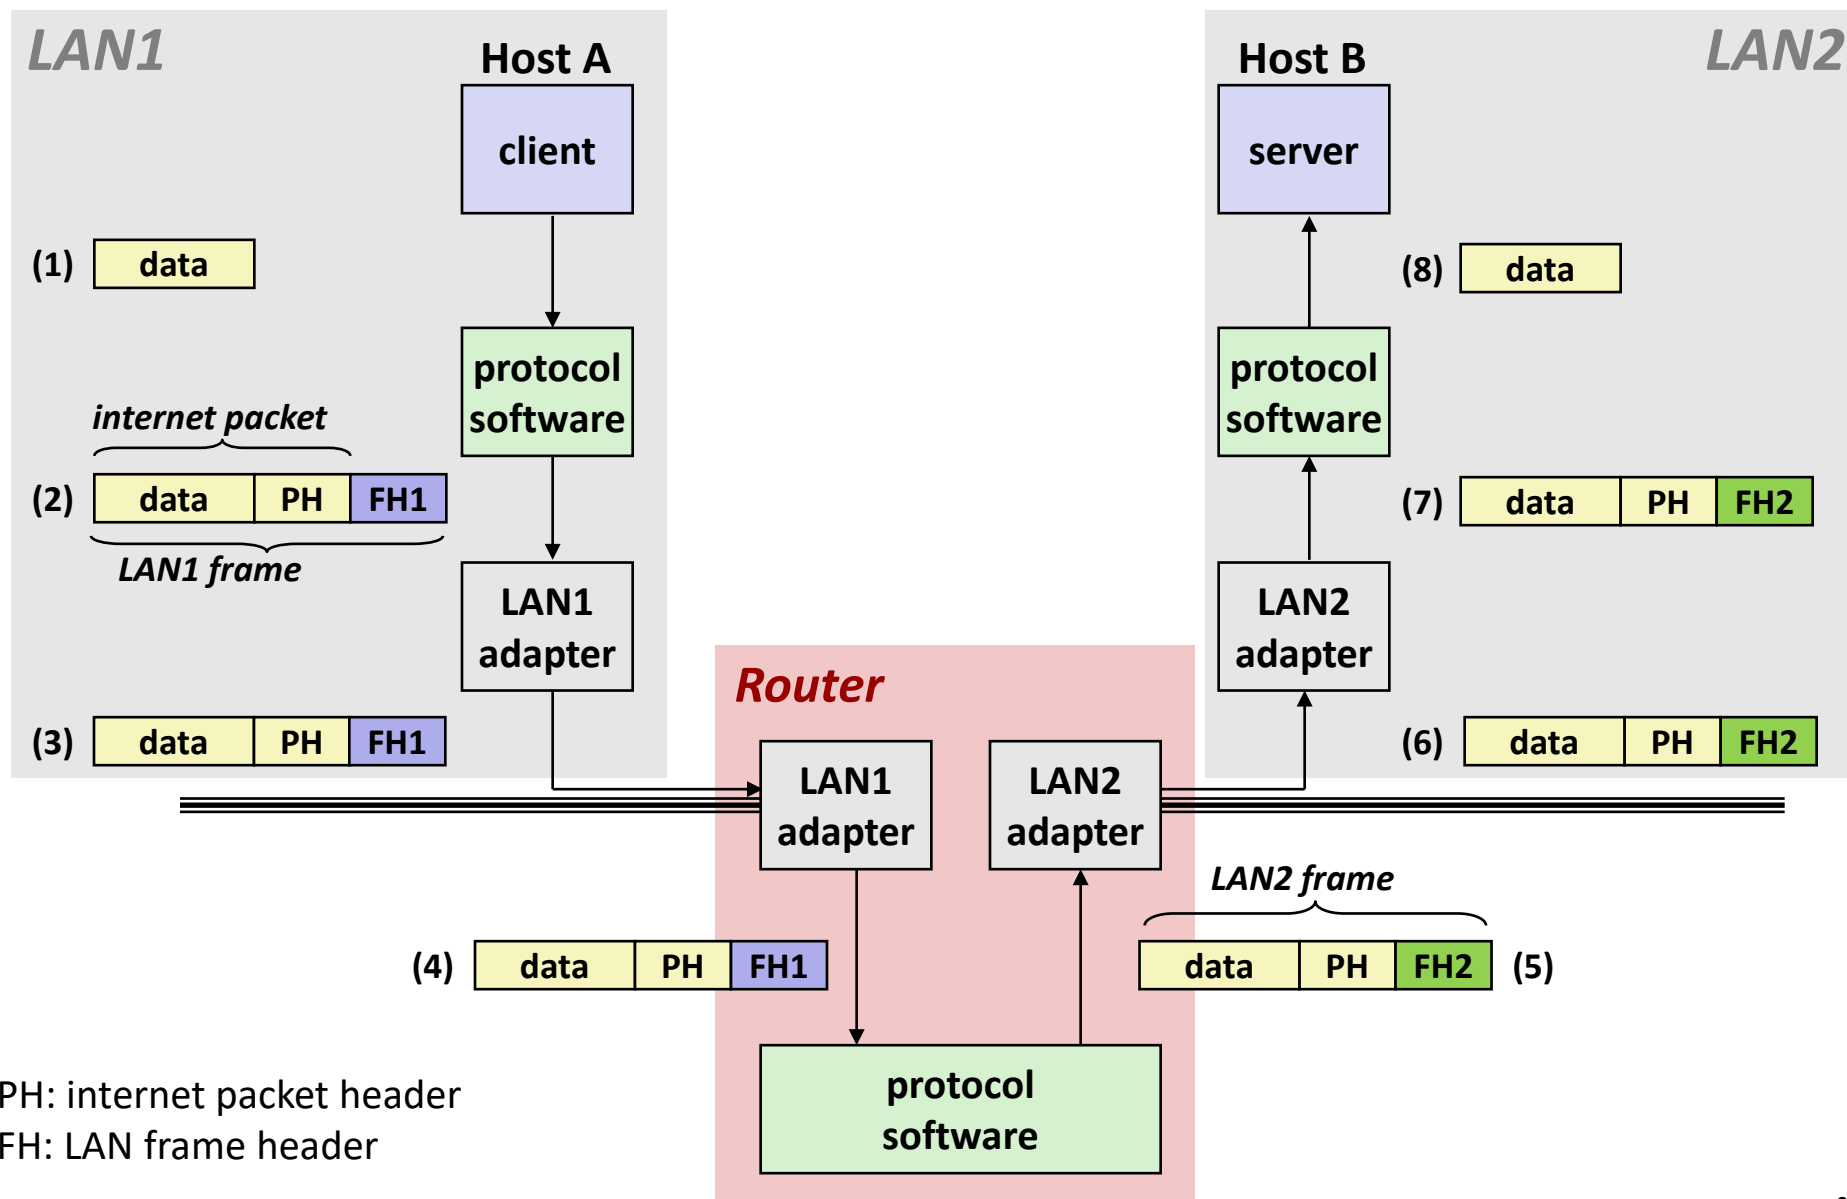 LAN1
Host A
Host B
LAN2
client
server
(1) data
(8) data
protocol
software
protocol
software
internet packet
(2) data PH FH1
(7) data PH FH2
LAN1 frame
LAN1
adapter
LAN2
adapter
Router
(3) data PH FH1
(6) data PH FH2
LAN1
adapter
LAN2
adapter
LAN2 frame
(4) data PH FH1
data PH FH2 (5)
protocol
software
PH: internet packet header
FH: LAN frame header